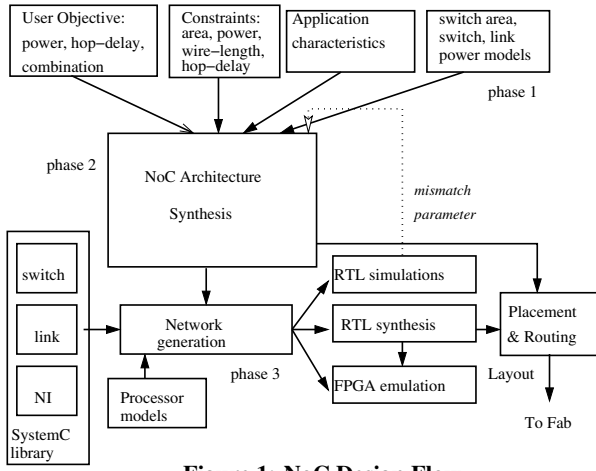 User Objective:
power, hop-delay,
combination
Constraints:
area, power,
wire-length,
hop-delay
Application
characteristics
switch area,
switch, link
power models
phase 1
phase 2
NoC Architecture
Synthesis
mismatch
parameter
switch
link
NI
SystemC
library
Network
generation
phase 3
Processor
models
RTL simulations
RTL synthesis
FPGA emulation
Placement
& Routing
Layout
To Fab
Figure 1: NoC Design Flow